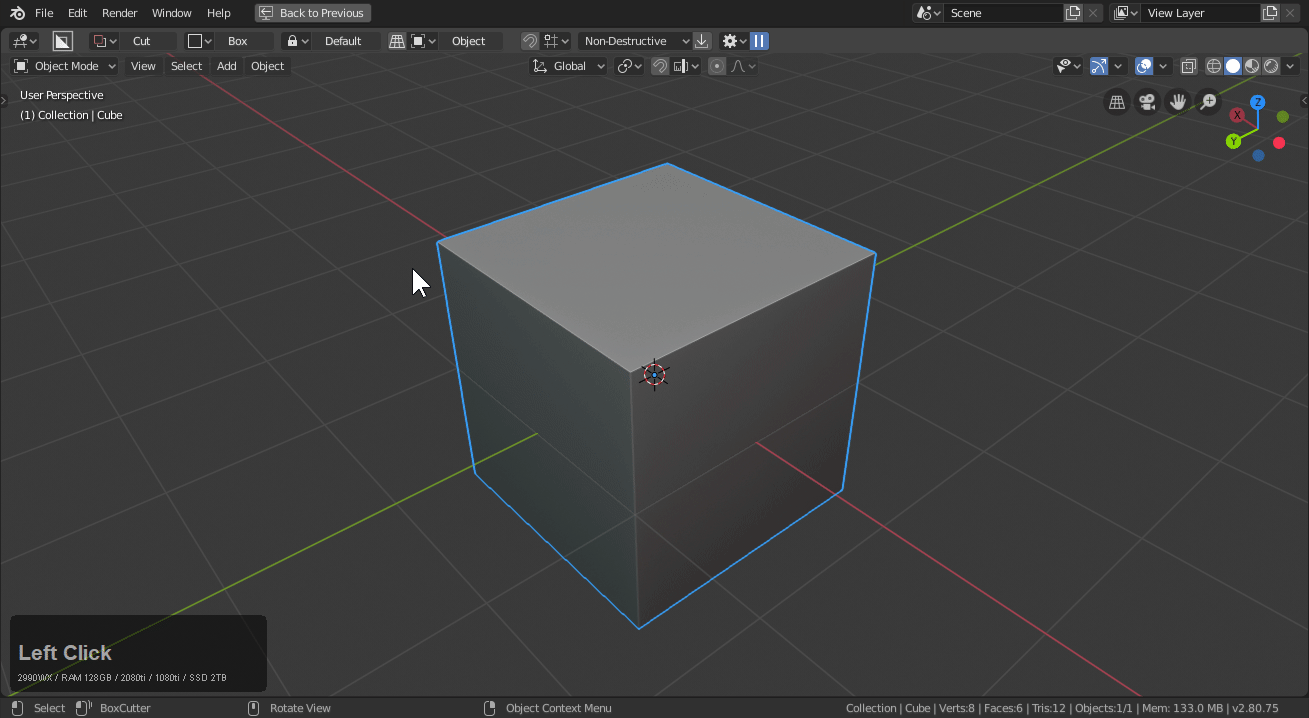 File Edit Render Window Help Back to Previous Scene View Layer
Cut Box Default Object Non-Destructive
Object Mode View Select Add Object Global
User Perspective
(1) Collection | Cube
Z
X
Y
Left Click
2990WX / RAM 128GB / 2080ti / 1080ti / SSD 2TB
Select BoxCutter Rotate View Object Context Menu Collection | Cube | Verts:8 | Faces:6 | Tris:12 | Objects:1/1 | Mem: 133.0 MB | v2.80.75